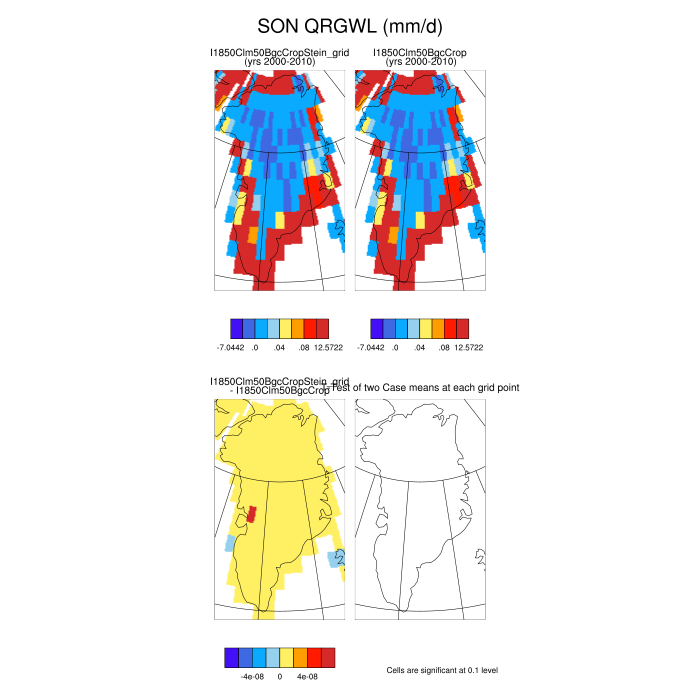 SON QRGWL (mm/d)
I1850Clm50BgcCropStein_grid
(yrs 2000-2010)
I1850Clm50BgcCrop
(yrs 2000-2010)
-7.0442 .0 .04 .08 12.5722
-7.0442 .0 .04 .08 12.5722
I1850Clm50BgcCropStein_grid
- I1850Clm50BgcCrop
T-Test of two Case means at each grid point
-4e-08 0 4e-08
Cells are significant at 0.1 level